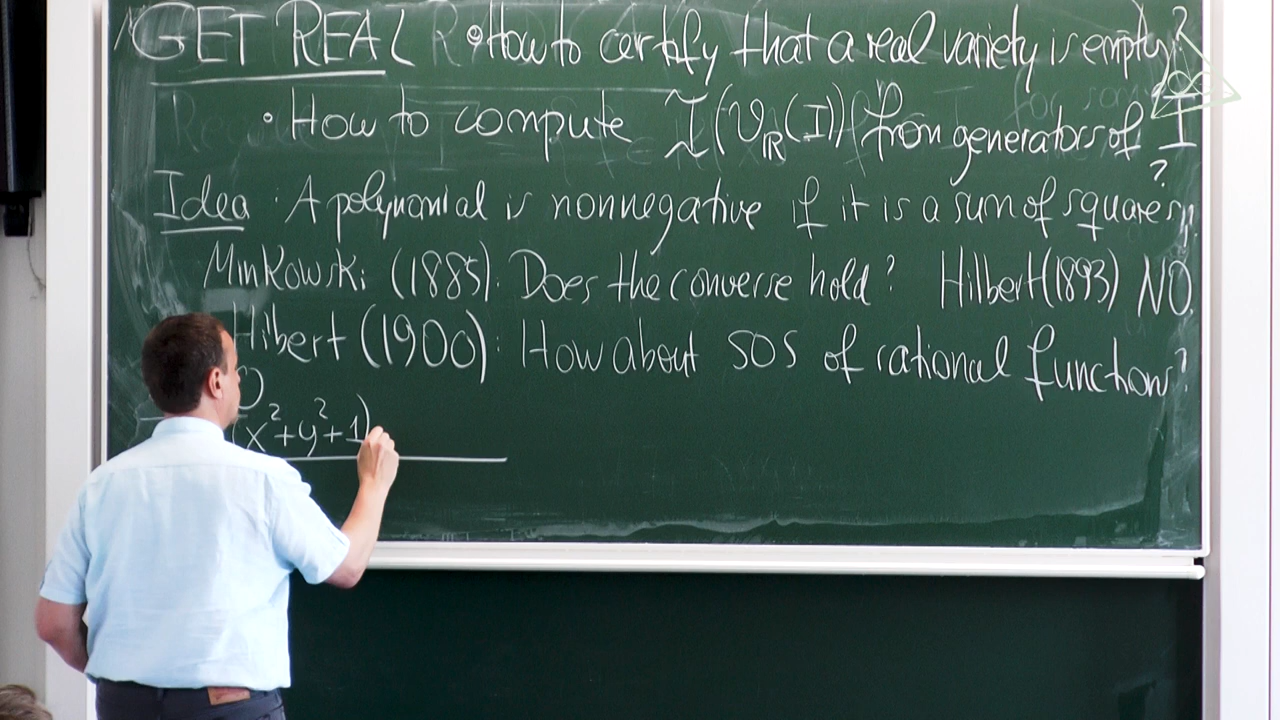 GET REAL • How to certify that a real variety is empty?
• How to compute I(V_ℝ(I)) from generators of I ?
Idea : A polynomial is nonnegative if it is a sum of squares.
Minkowski (1885): Does the converse hold? Hilbert (1893) NO.
Hilbert (1900): How about SOS of rational functions?
(x²+y²+1)